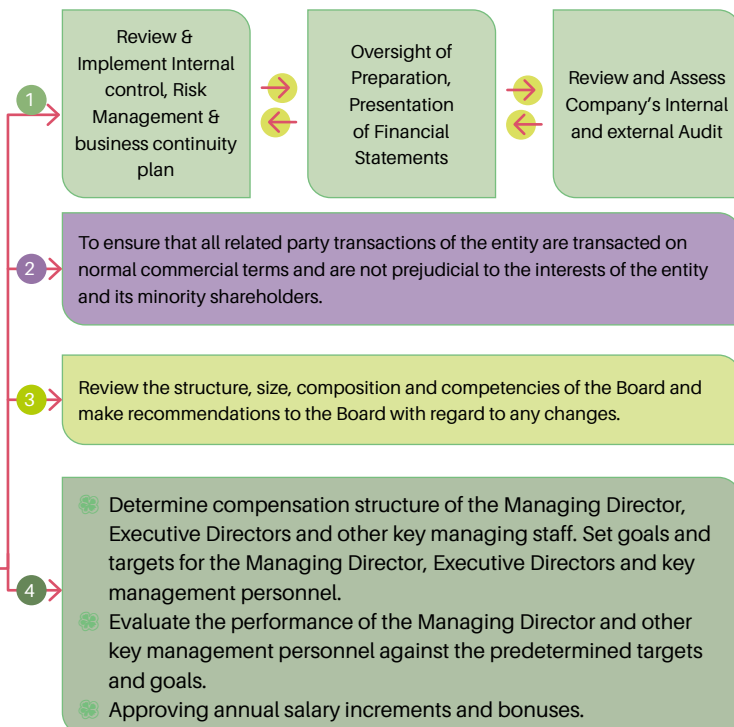 1
Review &
Implement Internal
control, Risk
Management &
business continuity
plan
Oversight of
Preparation,
Presentation
of Financial
Statements
Review and Assess
Company's Internal
and external Audit
2
To ensure that all related party transactions of the entity are transacted on
normal commercial terms and are not prejudicial to the interests of the entity
and its minority shareholders.
3
Review the structure, size, composition and competencies of the Board and
make recommendations to the Board with regard to any changes.
4
Determine compensation structure of the Managing Director,
Executive Directors and other key managing staff. Set goals and
targets for the Managing Director, Executive Directors and key
management personnel.
Evaluate the performance of the Managing Director and other
key management personnel against the predetermined targets
and goals.
Approving annual salary increments and bonuses.